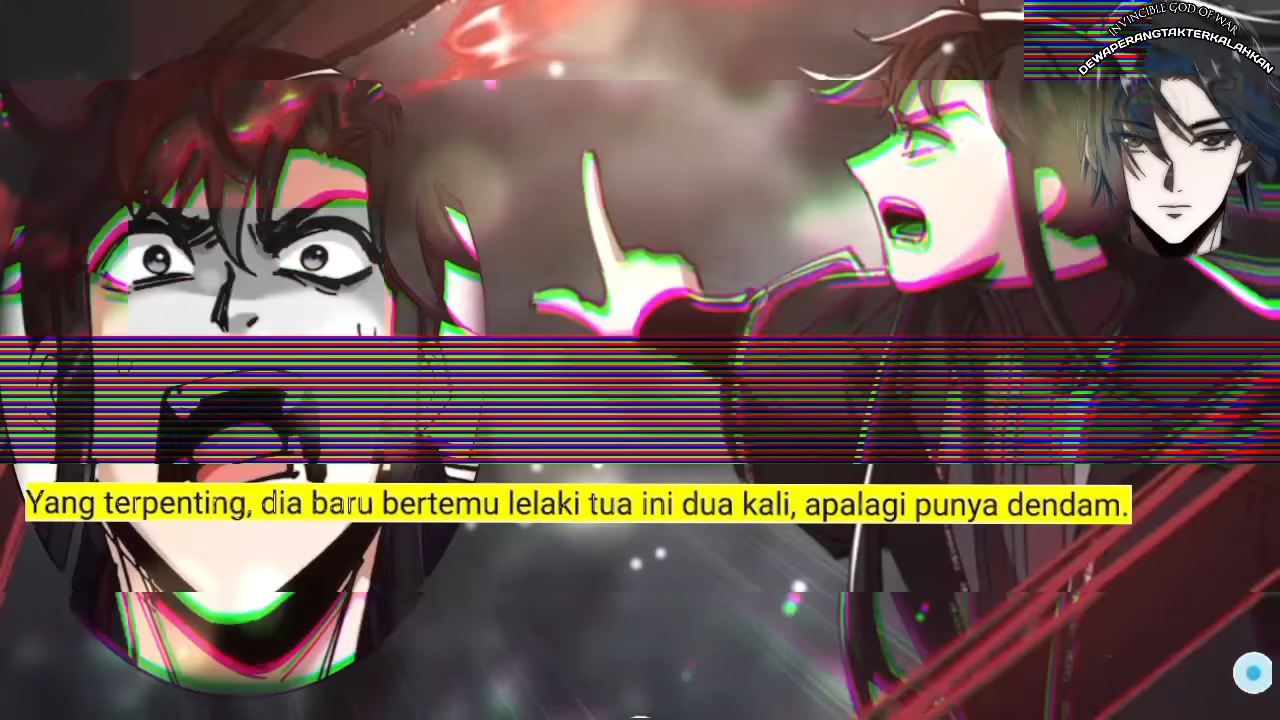 INVINCIBLE GOD OF WAR
DEWAPERANGTAKTERKALAHKAN
Yang terpenting, dia baru bertemu lelaki tua ini dua kali, apalagi punya dendam.